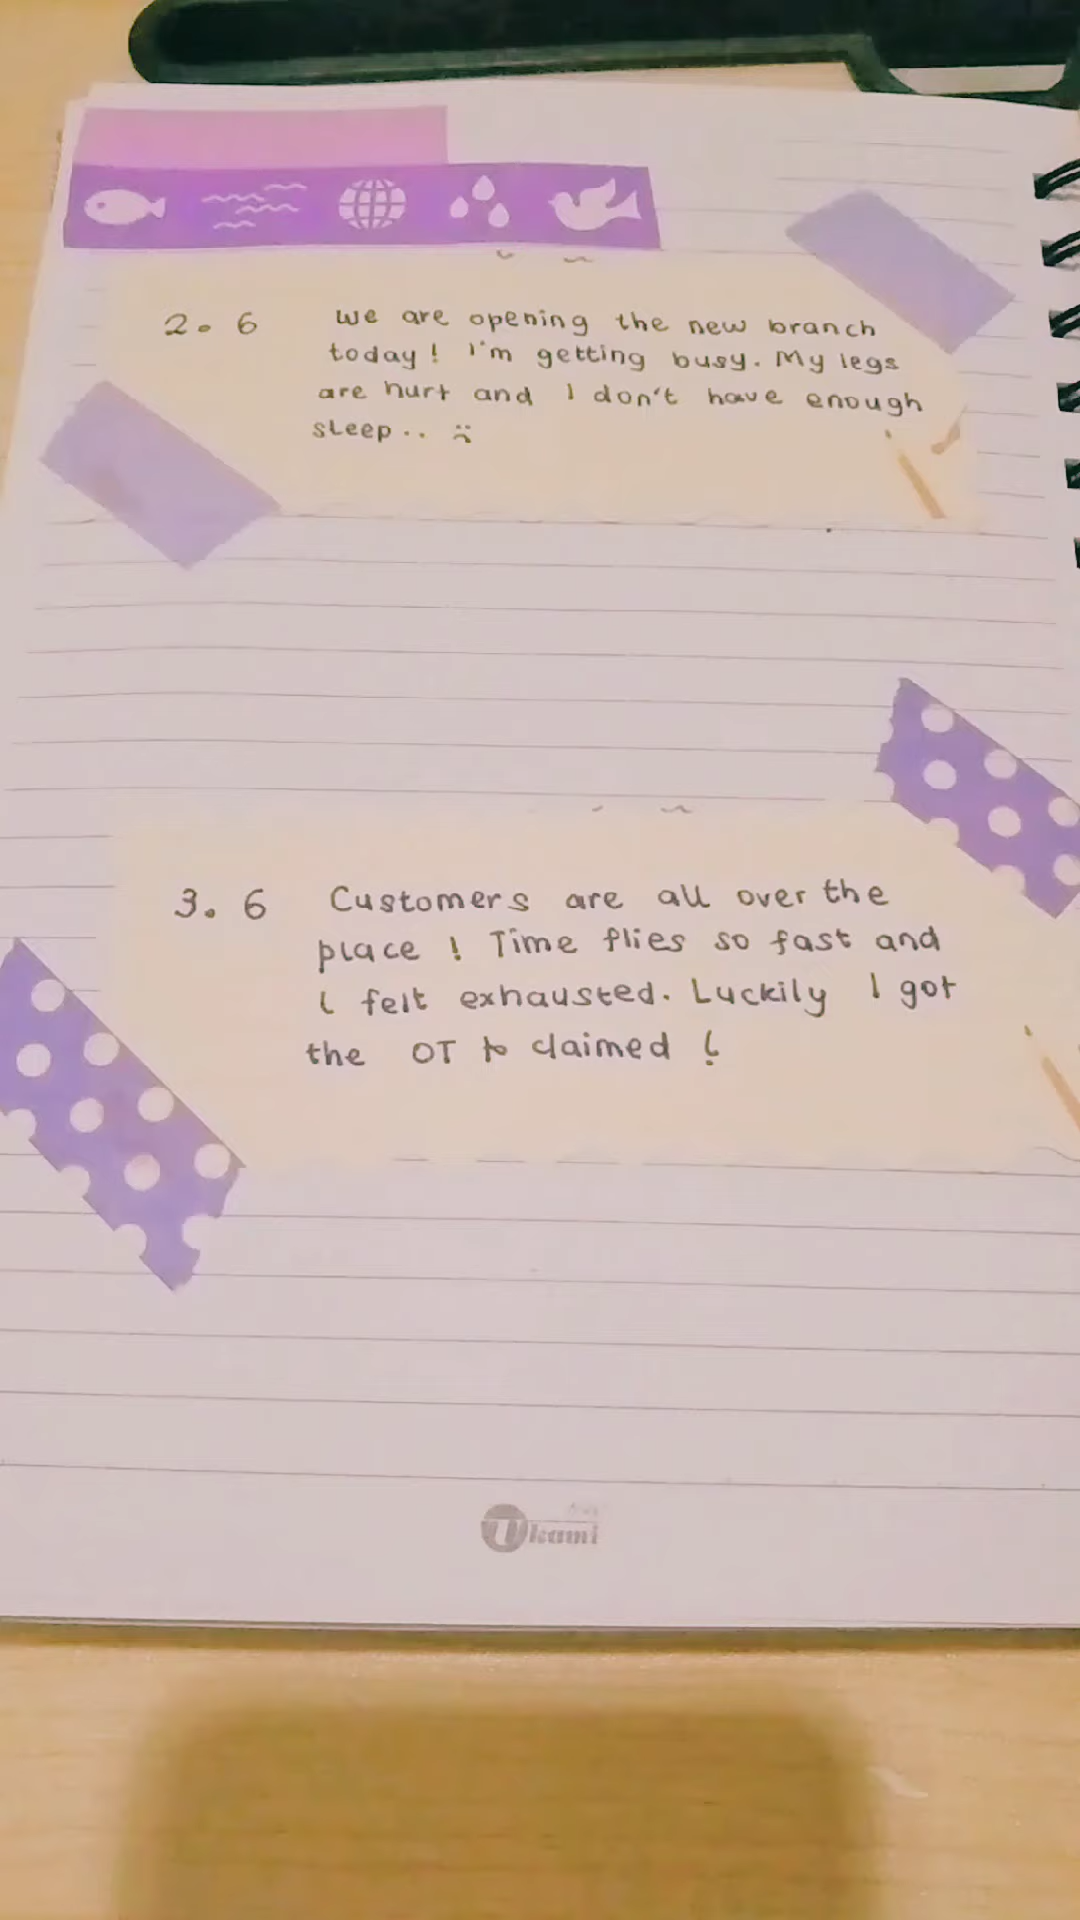 2. 6 We are opening the new branch
today! I'm getting busy. My legs
are hurt and I don't have enough
sleep.. :(
3. 6 Customers are all over the
place! Time flies so fast and
I felt exhausted. Luckily I got
the OT to claimed!
Ukami